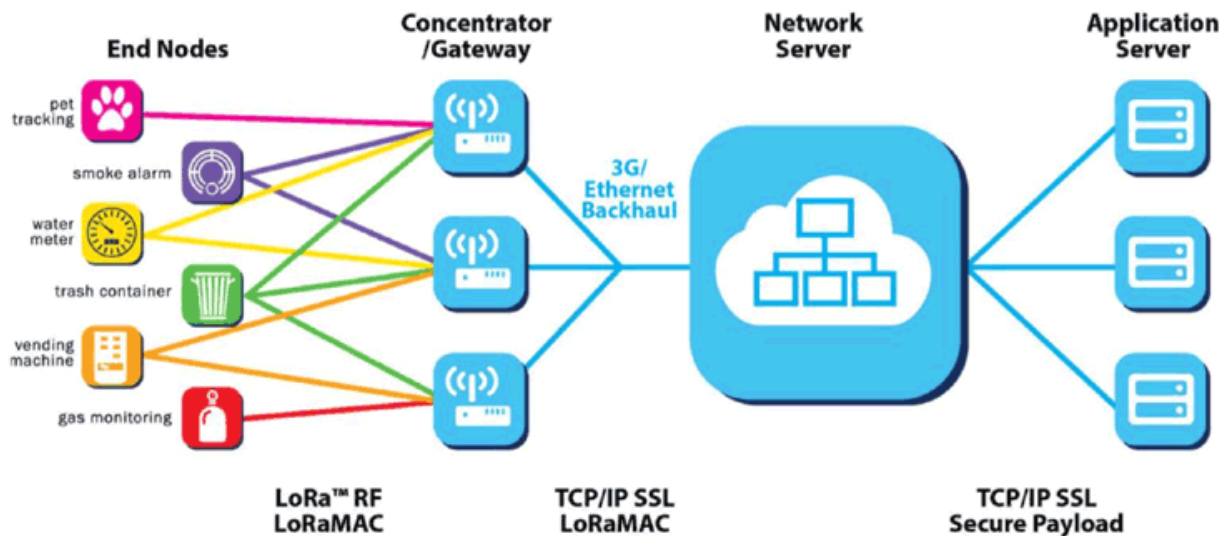 End Nodes
Concentrator
/Gateway
Network
Server
Application
Server
pet
tracking
smoke alarm
water
meter
trash container
vending
machine
gas monitoring
3G/
Ethernet
Backhaul
LoRa™ RF
LoRaMAC
TCP/IP SSL
LoRaMAC
TCP/IP SSL
Secure Payload